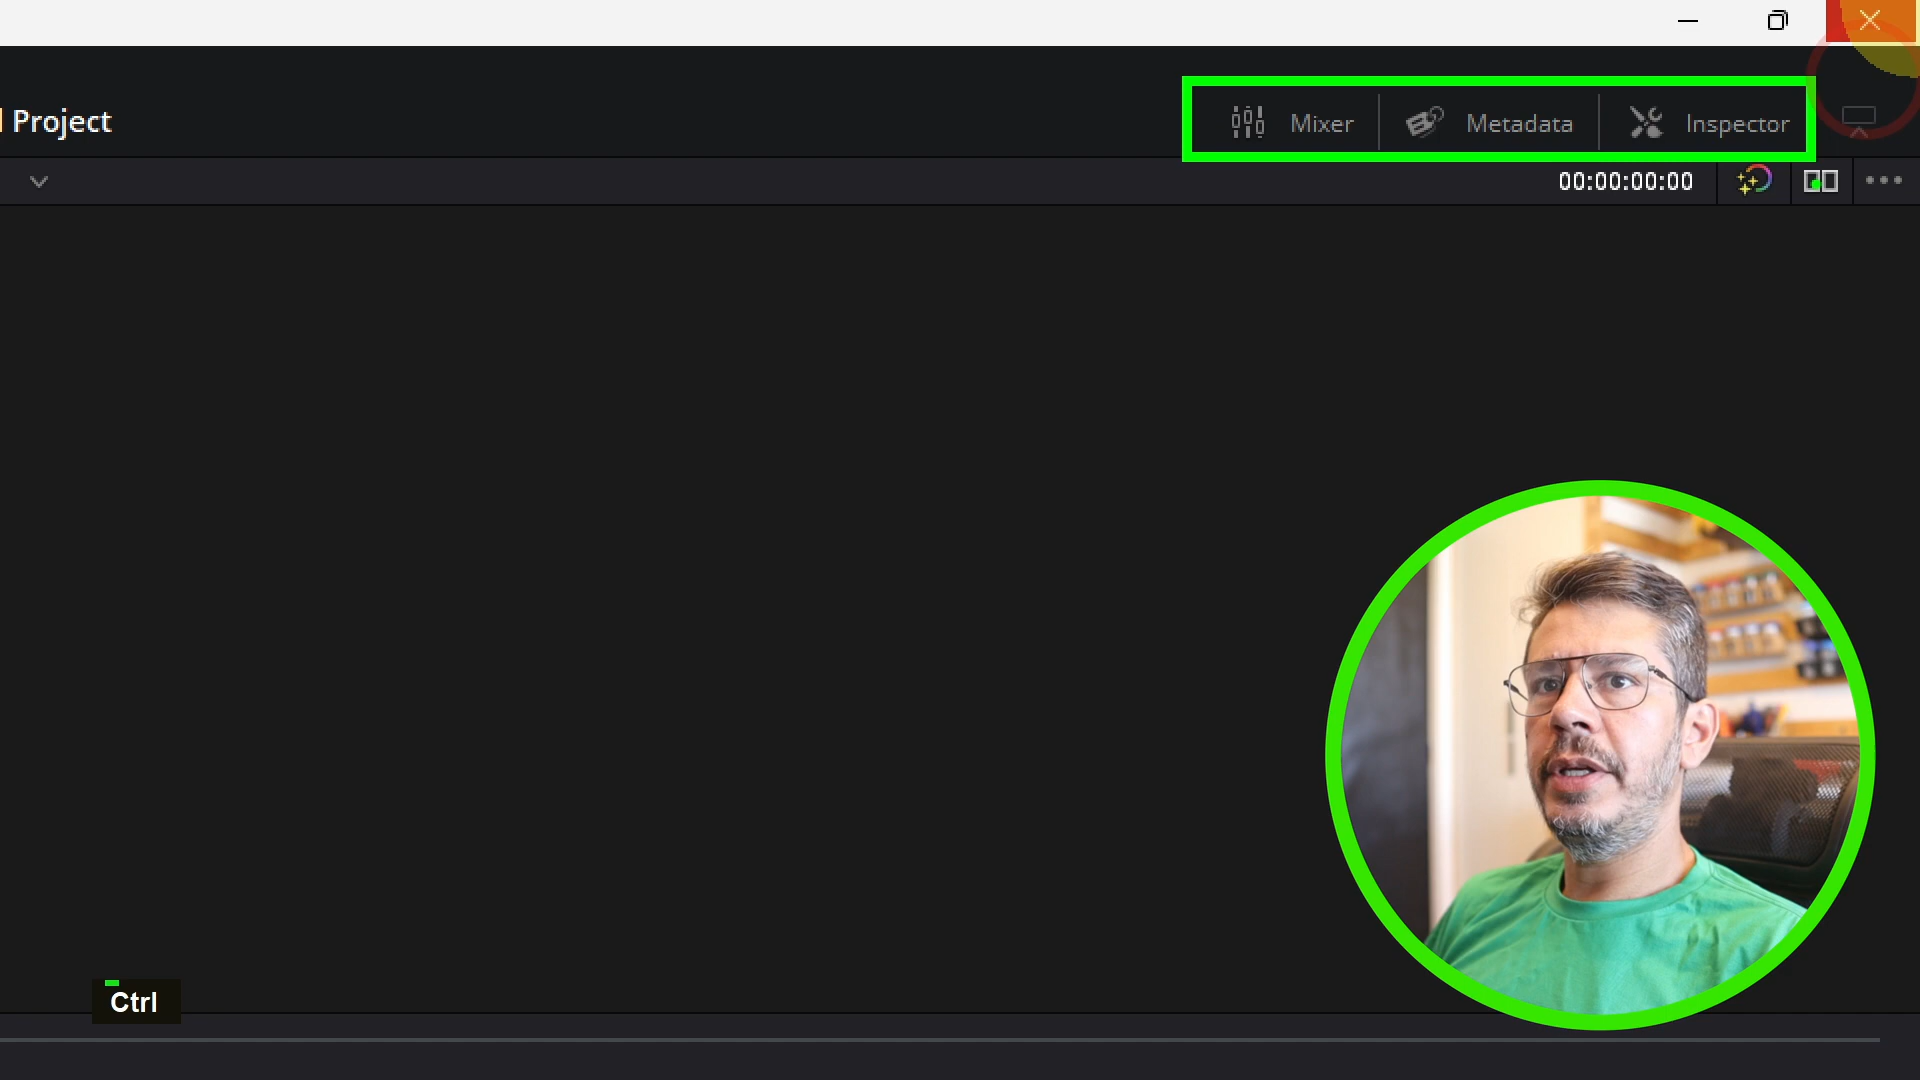 Project
Mixer
Metadata
Inspector
00:00:00:00
Ctrl